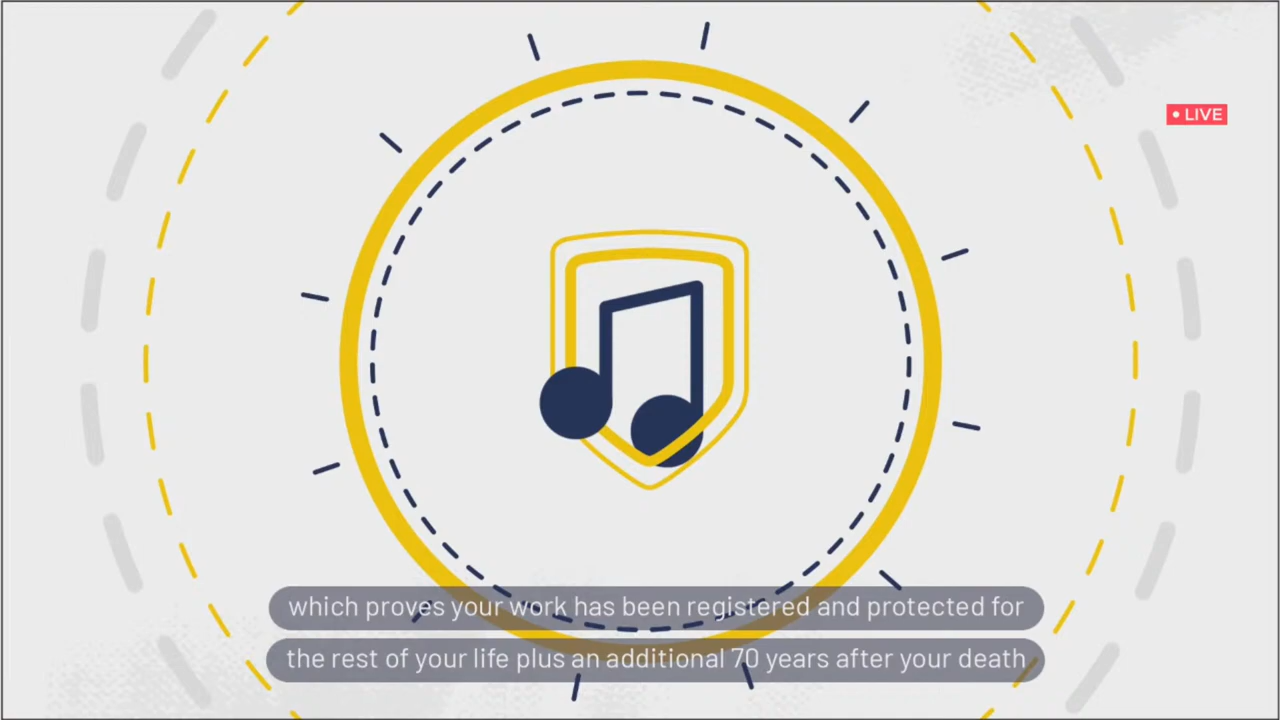 LIVE
which proves your work has been registered and protected for
the rest of your life plus an additional 70 years after your death